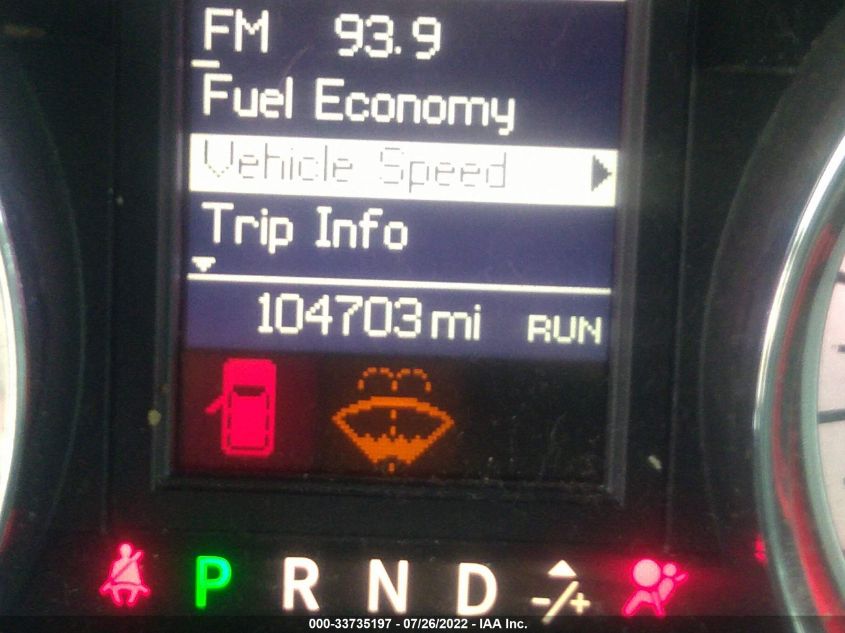 FM 93.9
Fuel Economy
Vehicle Speed
Trip Info
104703 mi RUN
P R N D -/+
000-33735197 - 07/26/2022 - IAA Inc.